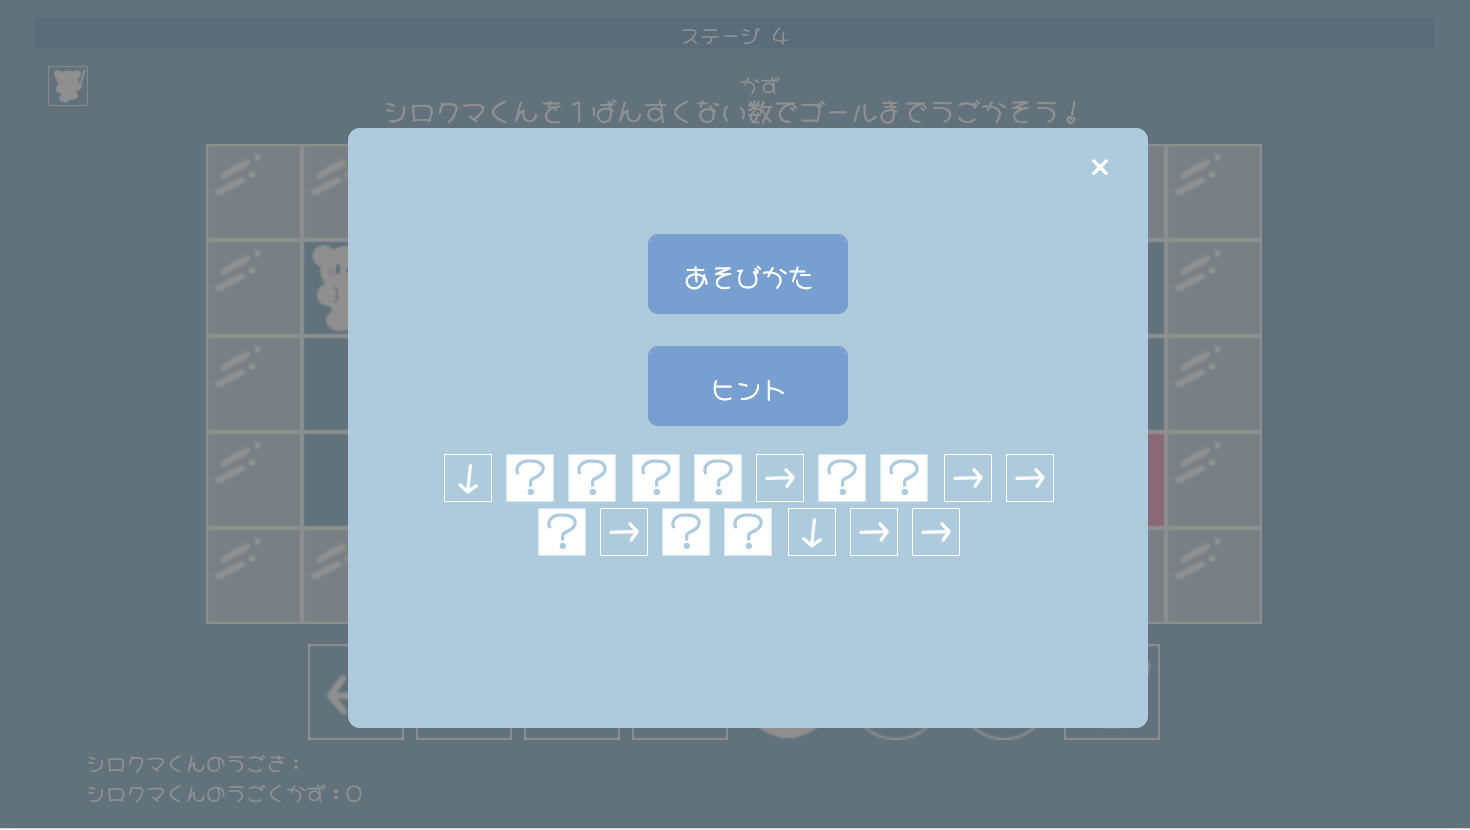 ステージ 4
かず
シロクマくんを1ばんすくない数でゴールまでうごかそう!
×
あそびかた
ヒント
↓ ? ? ? ? → ? ? → →
? → ? ? ↓ → →
←
シロクマくんのうごき:
シロクマくんのうごくかず:0